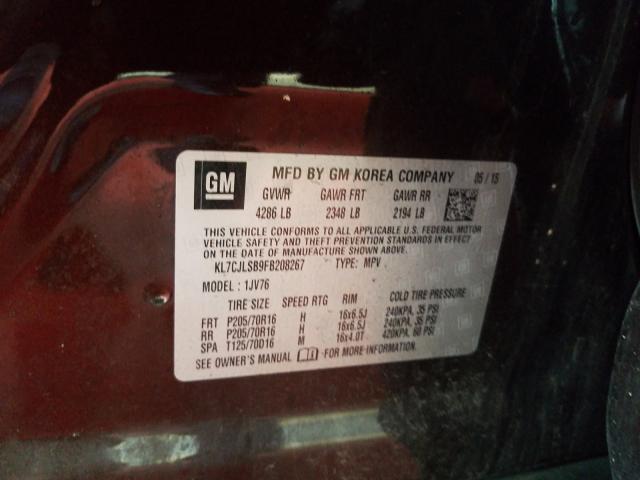 GM
MFD BY GM KOREA COMPANY 05 / 15
GVWR GAWR FRT GAWR RR
4286 LB 2348 LB 2194 LB
THIS VEHICLE CONFORMS TO ALL APPLICABLE U.S. FEDERAL MOTOR
VEHICLE SAFETY AND THEFT PREVENTION STANDARDS IN EFFECT
ON THE DATE OF MANUFACTURE SHOWN ABOVE.
KL7CJLSB9FB208267 TYPE: MPV
MODEL : 1JV76
TIRE SIZE SPEED RTG RIM COLD TIRE PRESSURE
FRT P205/70R16 H 16x6.5J 240KPA, 35 PSI
RR P205/70R16 H 16x6.5J 240KPA, 35 PSI
SPA T125/70D16 M 16x4.0T 420KPA, 60 PSI
SEE OWNER'S MANUAL FOR MORE INFORMATION.